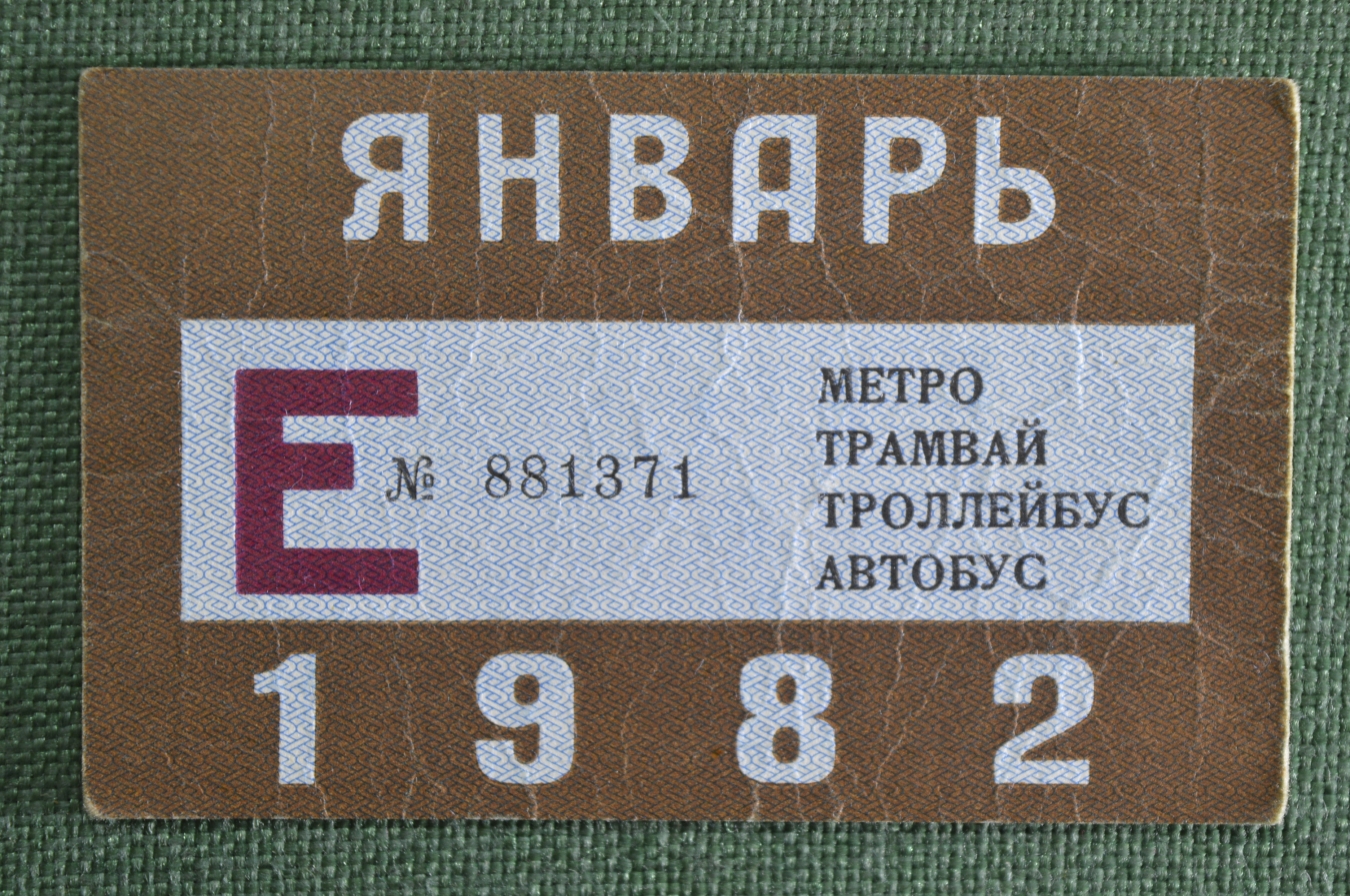 ЯНВАРЬ
Е № 881371
МЕТРО
ТРАМВАЙ
ТРОЛЛЕЙБУС
АВТОБУС
1982